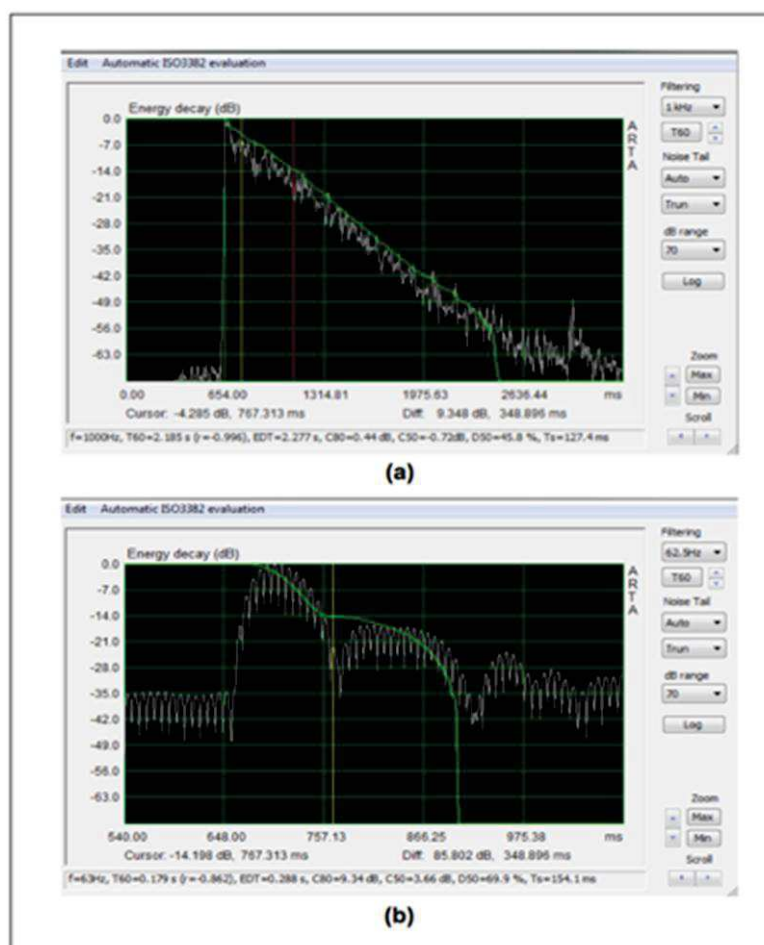 Edit Automatic ISO3382 evaluation
Energy decay (dB)
0.0
-7.0
-14.0
-21.0
-28.0
-35.0
-42.0
-49.0
-56.0
-63.0
0.00 654.00 1314.81 1975.63 2636.44 ms
Cursor: -4.285 dB, 767.313 ms Diff: 9.348 dB, 348.896 ms
f=1000Hz, T60=2.185 s (r=-0.996), EDT=2.277 s, C80=0.44 dB, C50=-0.72dB, D50=45.8 %, Ts=127.4 ms
ARTA
Filtering
1 kHz
T60
Noise Tail
Auto
Trun
dB range
70
Log
Zoom
Max
Min
Scroll
(a)
Edit Automatic ISO3382 evaluation
Energy decay (dB)
0.0
-7.0
-14.0
-21.0
-28.0
-35.0
-42.0
-49.0
-56.0
-63.0
540.00 648.00 757.13 866.25 975.38 ms
Cursor: -14.198 dB, 767.313 ms Diff: 85.802 dB, 348.896 ms
f=63Hz, T60=0.179 s (r=-0.862), EDT=0.288 s, C80=9.34 dB, C50=3.66 dB, D50=69.9 %, Ts=154.1 ms
ARTA
Filtering
62.5Hz
T60
Noise Tail
Auto
Trun
dB range
70
Log
Zoom
Max
Min
Scroll
(b)